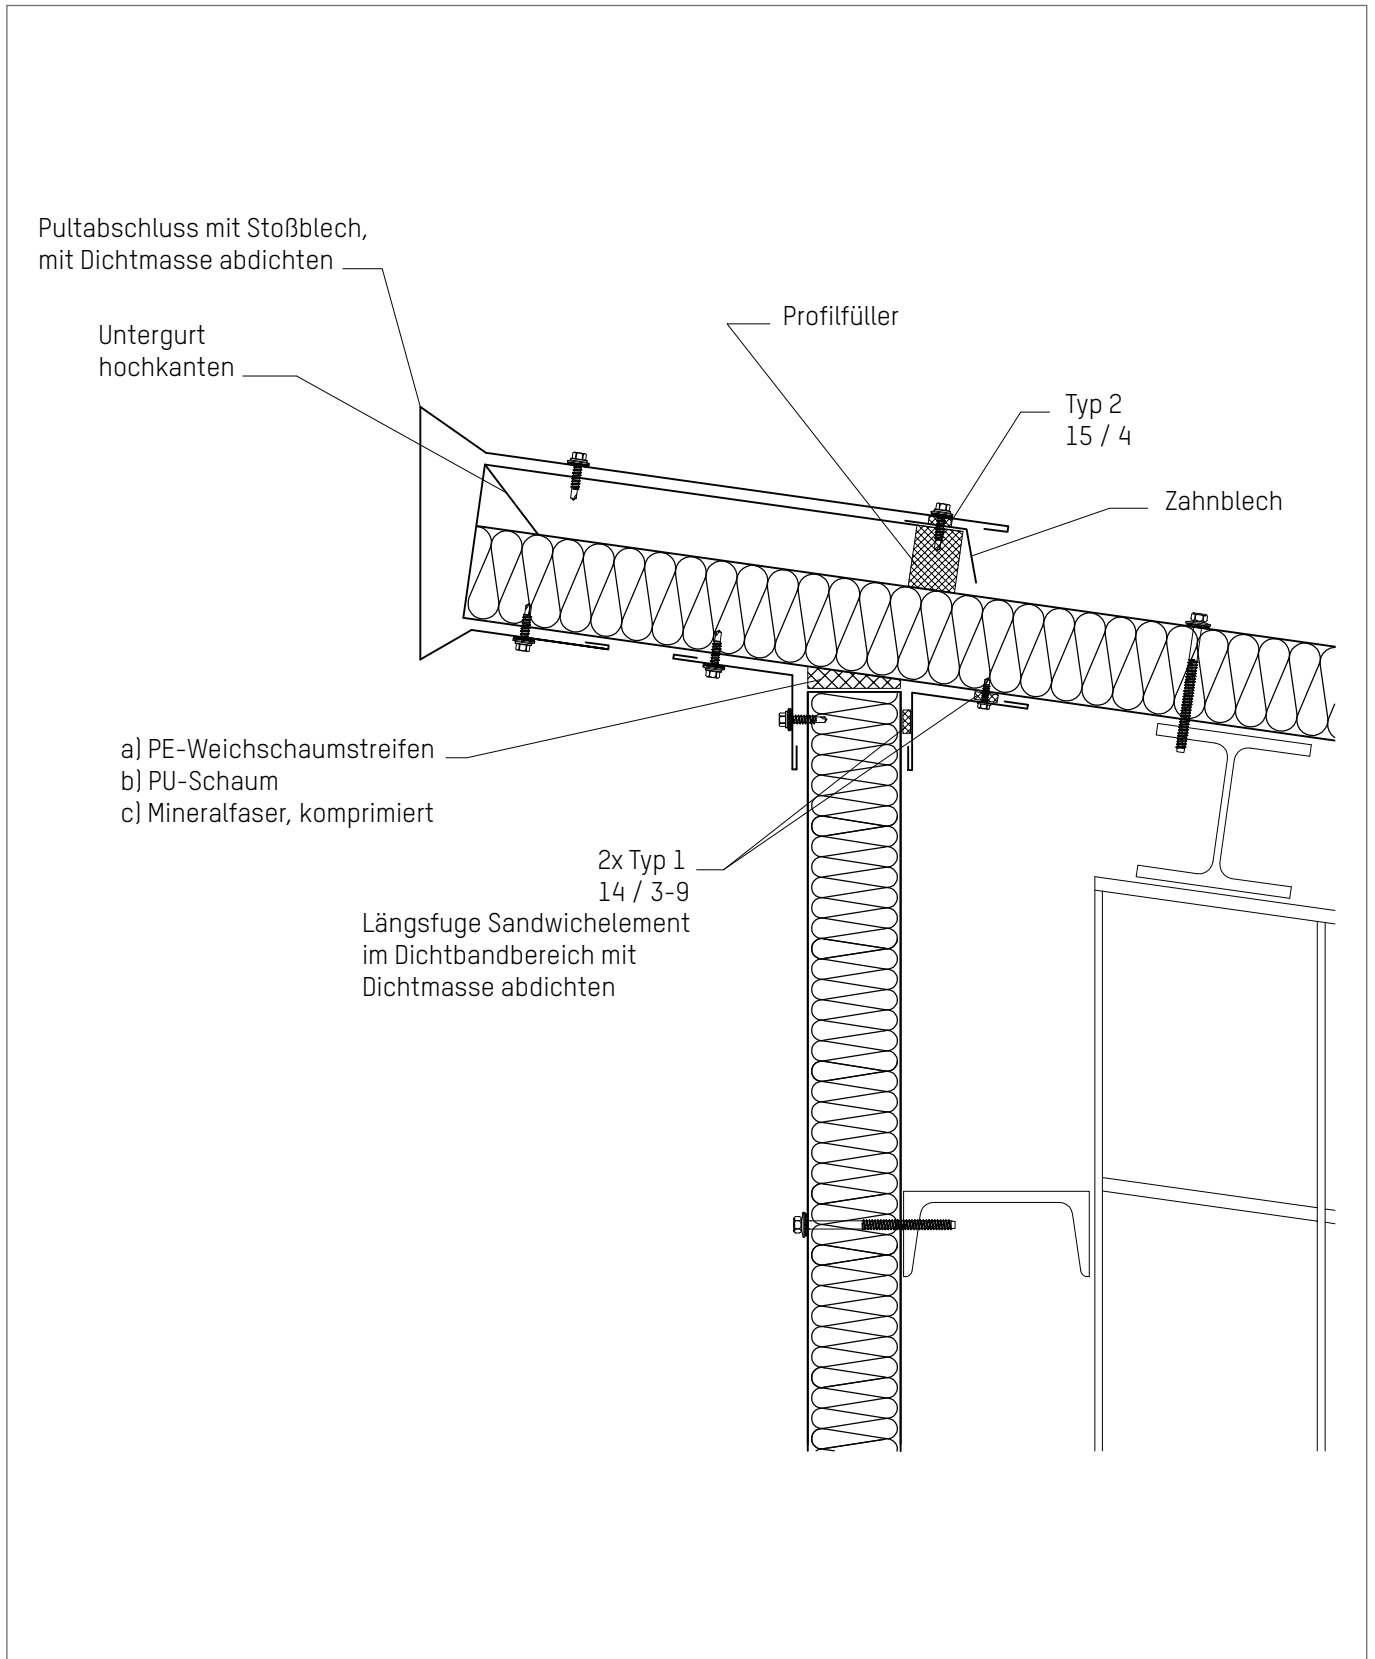 Pultabschluss mit Stoßblech,
mit Dichtmasse abdichten
Untergurt
hochkanten
Profilfüller
Typ 2
15 / 4
Zahnblech
a) PE-Weichschaumstreifen
b) PU-Schaum
c) Mineralfaser, komprimiert
2x Typ 1
14 / 3-9
Längsfuge Sandwichelement
im Dichtbandbereich mit
Dichtmasse abdichten